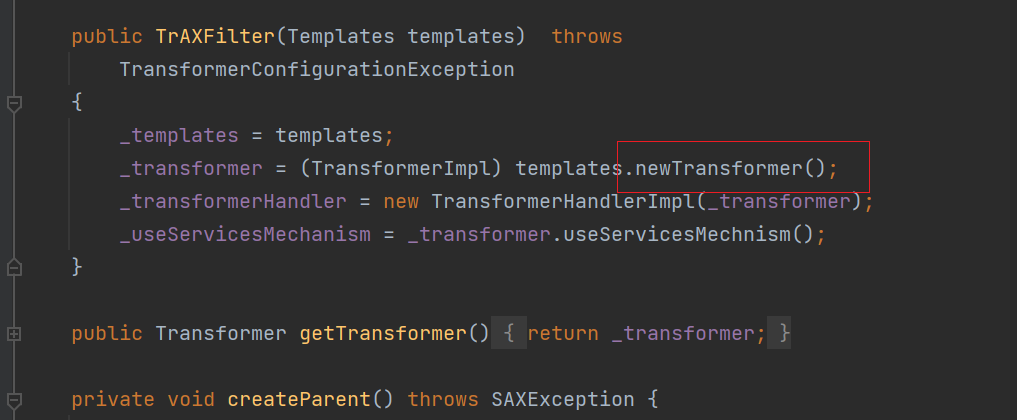 public TrAXFilter(Templates templates)  throws
    TransformerConfigurationException
{
    _templates = templates;
    _transformer = (TransformerImpl) templates.newTransformer();
    _transformerHandler = new TransformerHandlerImpl(_transformer);
    _useServicesMechanism = _transformer.useServicesMechnism();
}
public Transformer getTransformer() { return _transformer; }
private void createParent() throws SAXException {